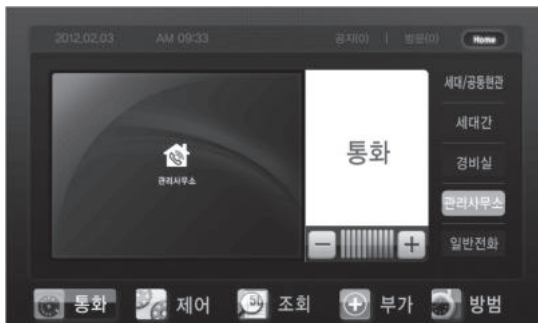 2012.02.03 AM 09:33 공지(0) | 방문(0) Home
세대/공동현관
세대간
통화
경비실
관리사무소
관리사무소
일반전화
통화 제어 조회 부가 방범